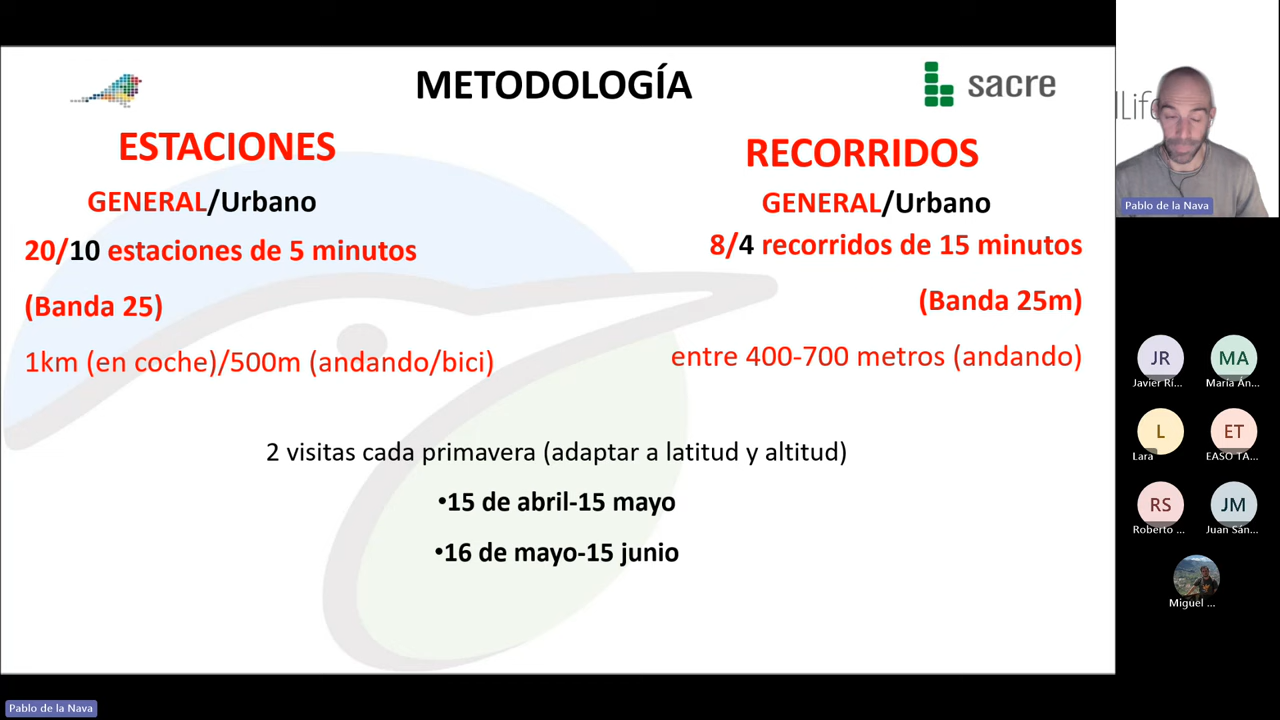 METODOLOGÍA
sacre
ESTACIONES
GENERAL/Urbano
20/10 estaciones de 5 minutos
(Banda 25)
1km (en coche)/500m (andando/bici)
RECORRIDOS
GENERAL/Urbano
8/4 recorridos de 15 minutos
(Banda 25m)
entre 400-700 metros (andando)
2 visitas cada primavera (adaptar a latitud y altitud)
•15 de abril-15 mayo
•16 de mayo-15 junio
Pablo de la Nava
JR
Javier Rí...
MA
María Án...
L
Lara
ET
EASO TA...
RS
Roberto ...
JM
Juan Sán...
Miguel ...
Pablo de la Nava